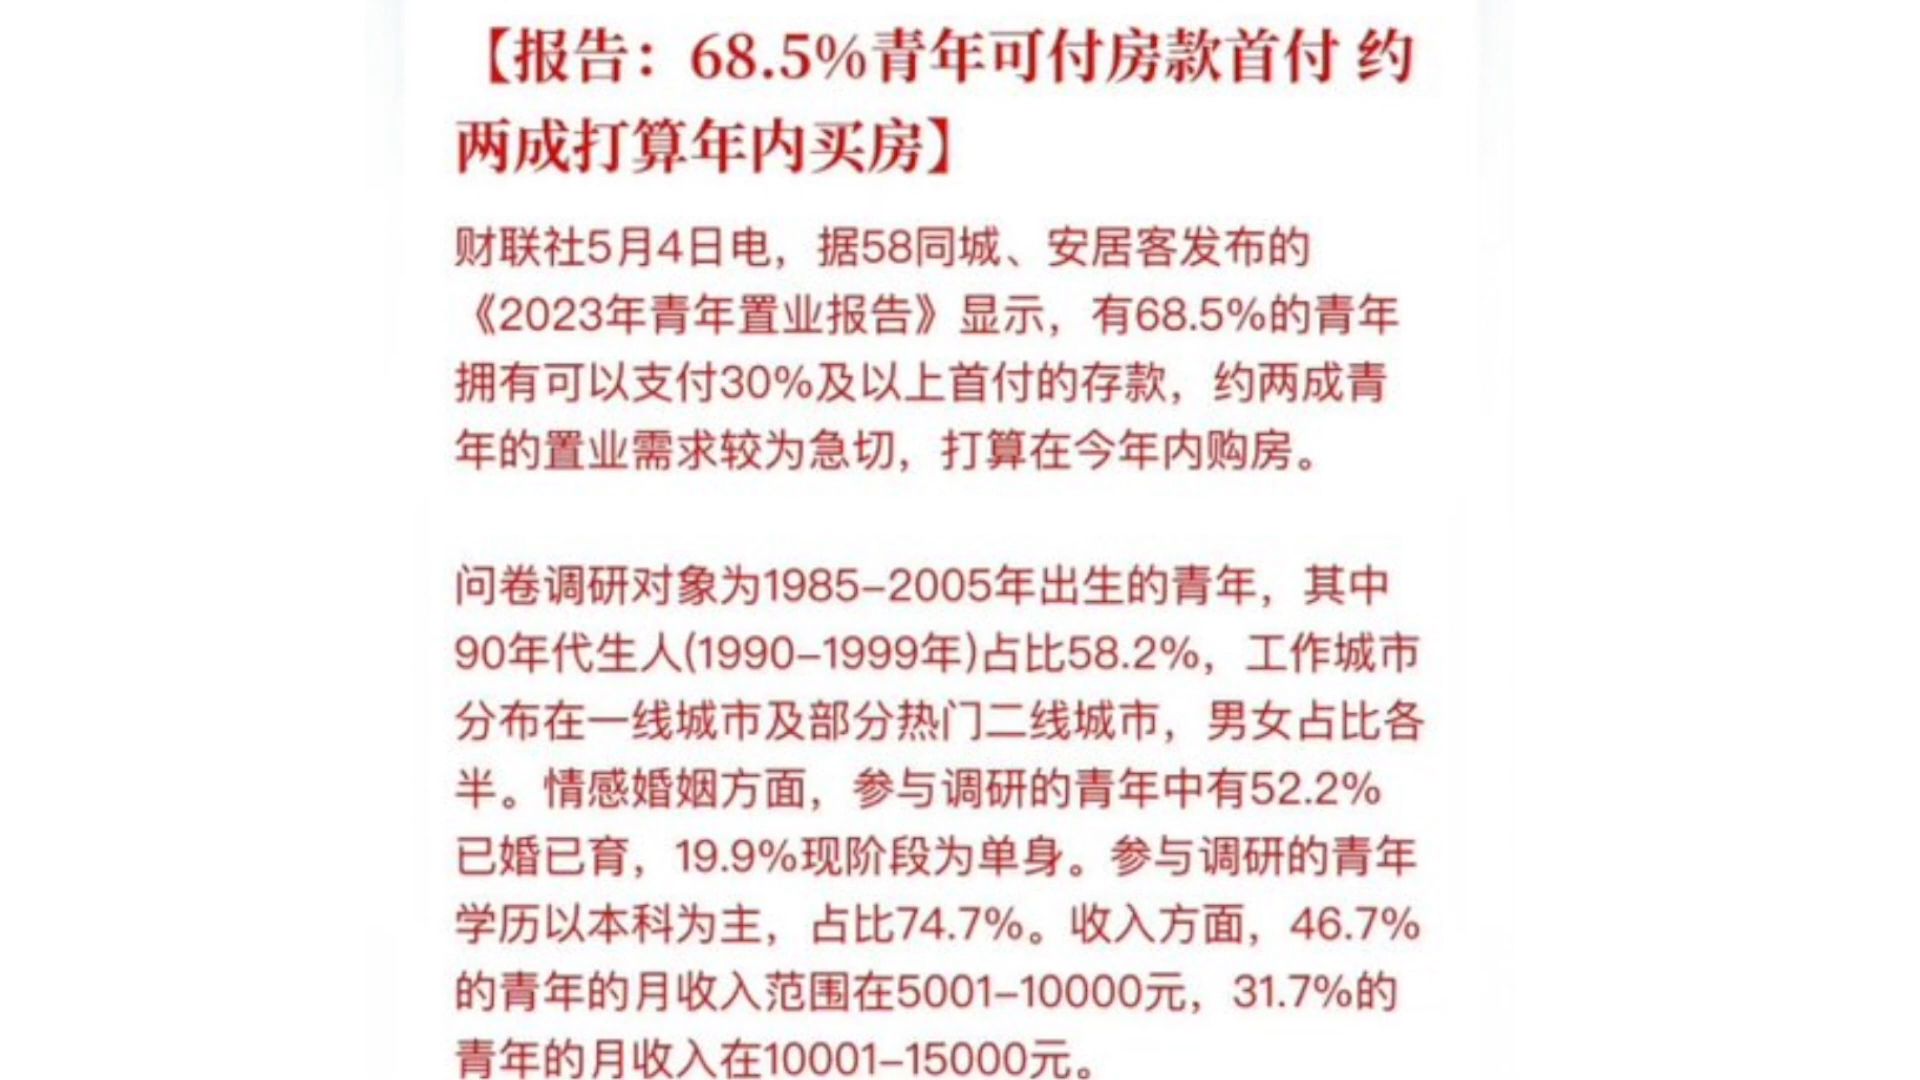 【报告：68.5%青年可付房款首付 约
两成打算年内买房】
财联社5月4日电，据58同城、安居客发布的
《2023年青年置业报告》显示，有68.5%的青年
拥有可以支付30%及以上首付的存款，约两成青
年的置业需求较为急切，打算在今年内购房。
问卷调研对象为1985-2005年出生的青年，其中
90年代生人(1990-1999年)占比58.2%，工作城市
分布在一线城市及部分热门二线城市，男女占比各
半。情感婚姻方面，参与调研的青年中有52.2%
已婚已育，19.9%现阶段为单身。参与调研的青年
学历以本科为主，占比74.7%。收入方面，46.7%
的青年的月收入范围在5001-10000元，31.7%的
青年的月收入在10001-15000元。